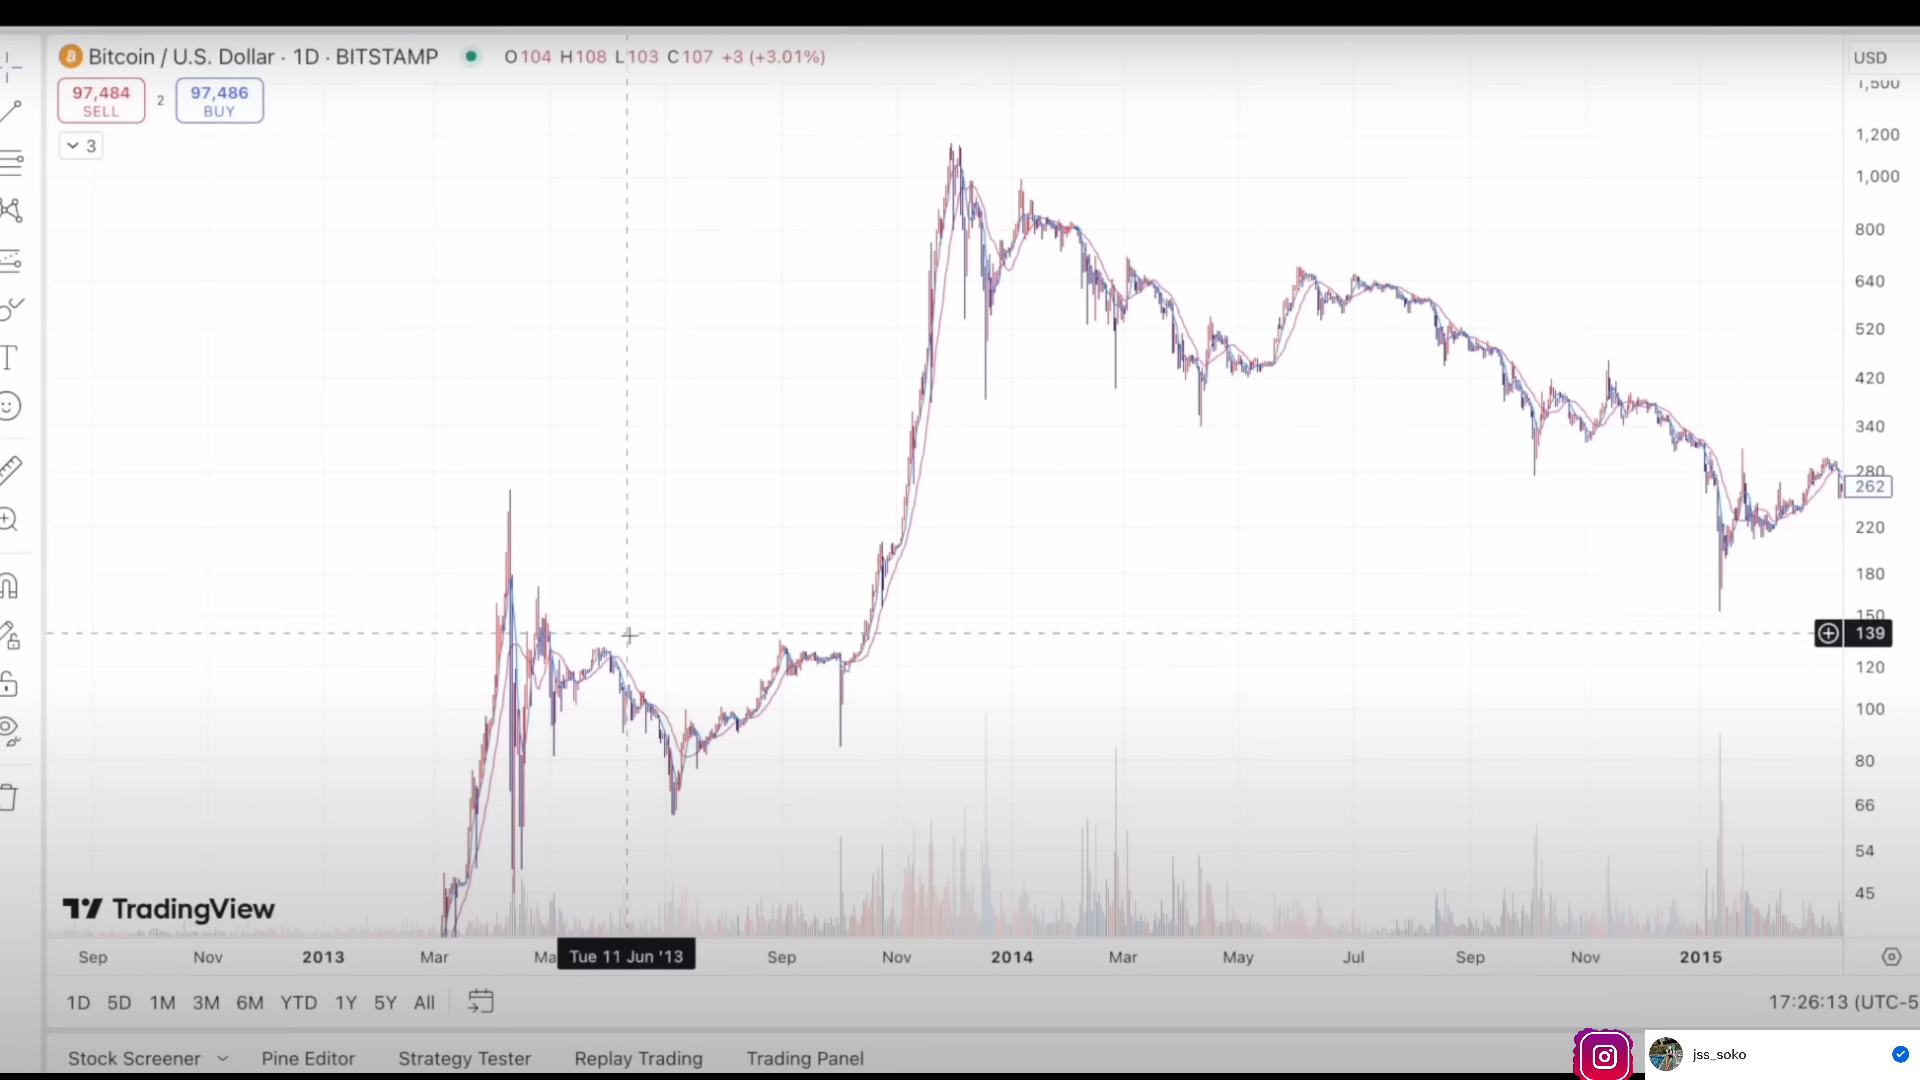 Bitcoin / U.S. Dollar · 1D · BITSTAMP O104 H108 L103 C107 +3 (+3.01%)
USD
97,484
SELL
2
97,486
BUY
3
1,500
1,200
1,000
800
640
520
420
340
280
262
220
180
150
139
120
100
80
66
54
45
TradingView
Sep Nov 2013 Mar Ma Tue 11 Jun '13 Sep Nov 2014 Mar May Jul Sep Nov 2015
1D 5D 1M 3M 6M YTD 1Y 5Y All
17:26:13 (UTC-5
Stock Screener Pine Editor Strategy Tester Replay Trading Trading Panel
jss_soko